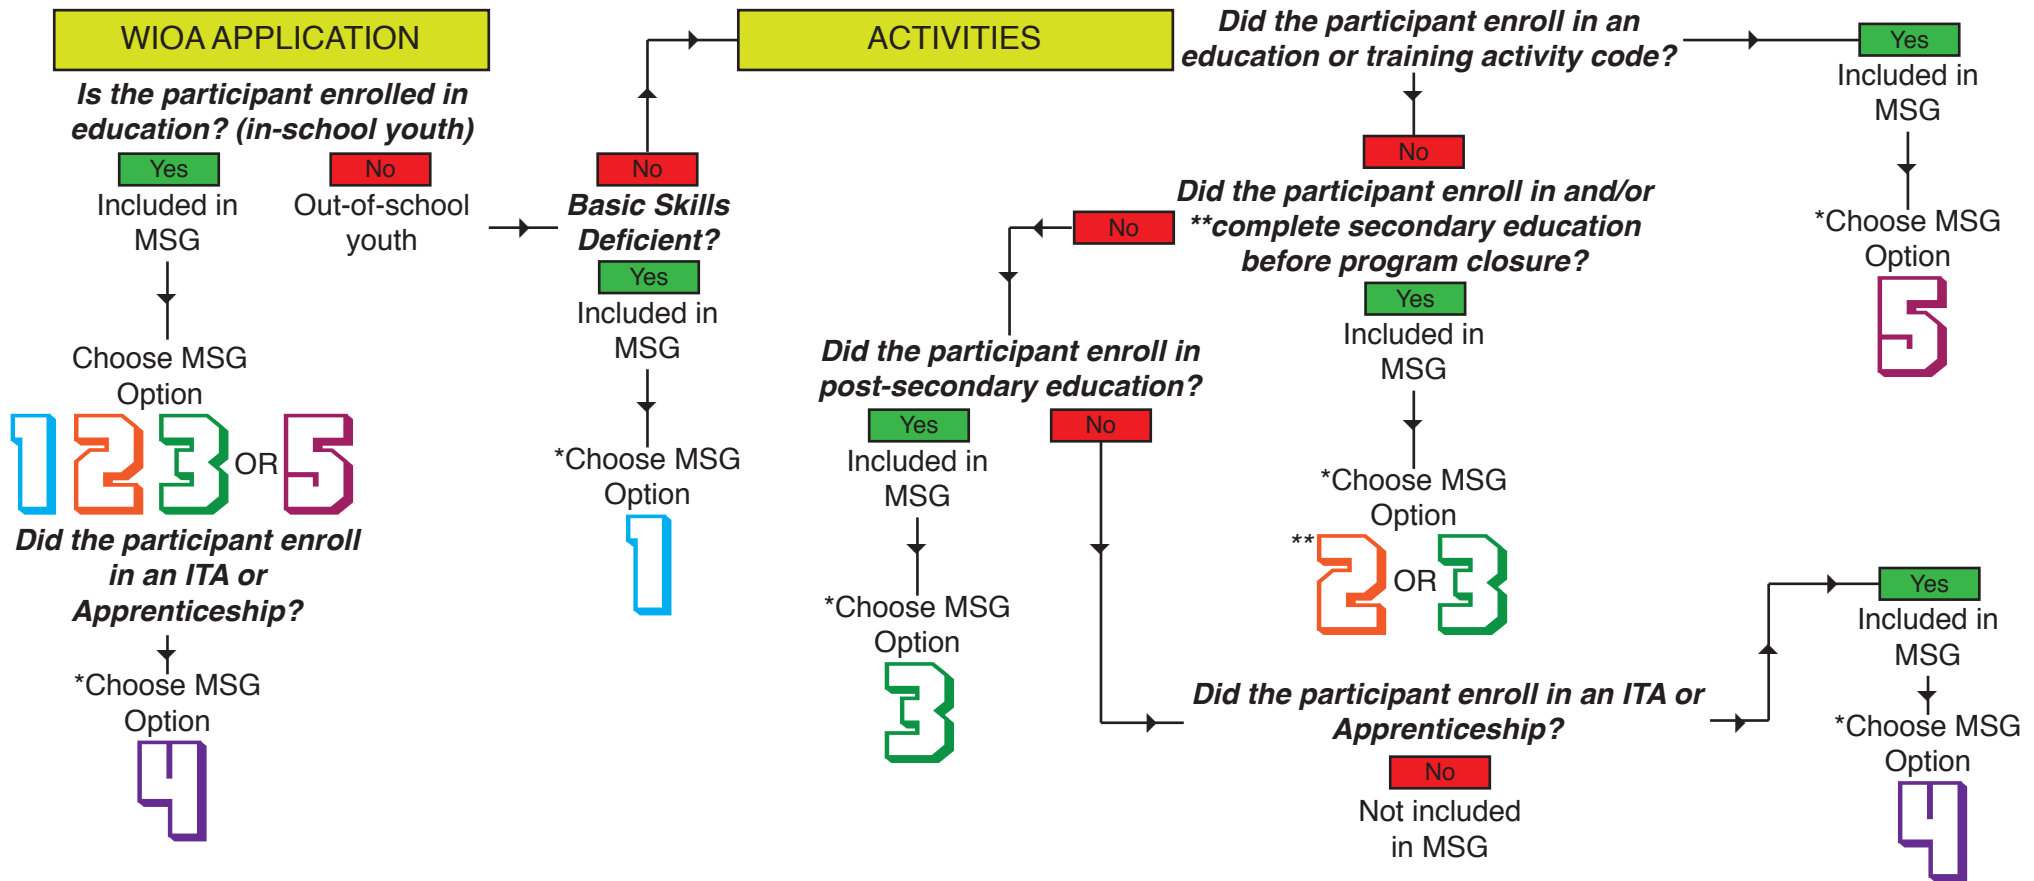 WIOA APPLICATION
Is the participant enrolled in
education? (in-school youth)
Yes
Included in
MSG
No
Out-of-school
youth
Choose MSG
Option
1 2 3 OR 5
Did the participant enroll
in an ITA or
Apprenticeship?
*Choose MSG
Option
4
No
Basic Skills
Deficient?
Yes
Included in
MSG
*Choose MSG
Option
1
ACTIVITIES
Did the participant enroll in an
education or training activity code?
Yes
Included in
MSG
*Choose MSG
Option
5
No
Did the participant enroll in and/or
**complete secondary education
before program closure?
Yes
Included in
MSG
*Choose MSG
Option
**2 OR 3
No
Did the participant enroll in
post-secondary education?
Yes
Included in
MSG
*Choose MSG
Option
3
No
Did the participant enroll in an ITA or
Apprenticeship?
No
Not included
in MSG
Yes
Included in
MSG
*Choose MSG
Option
4